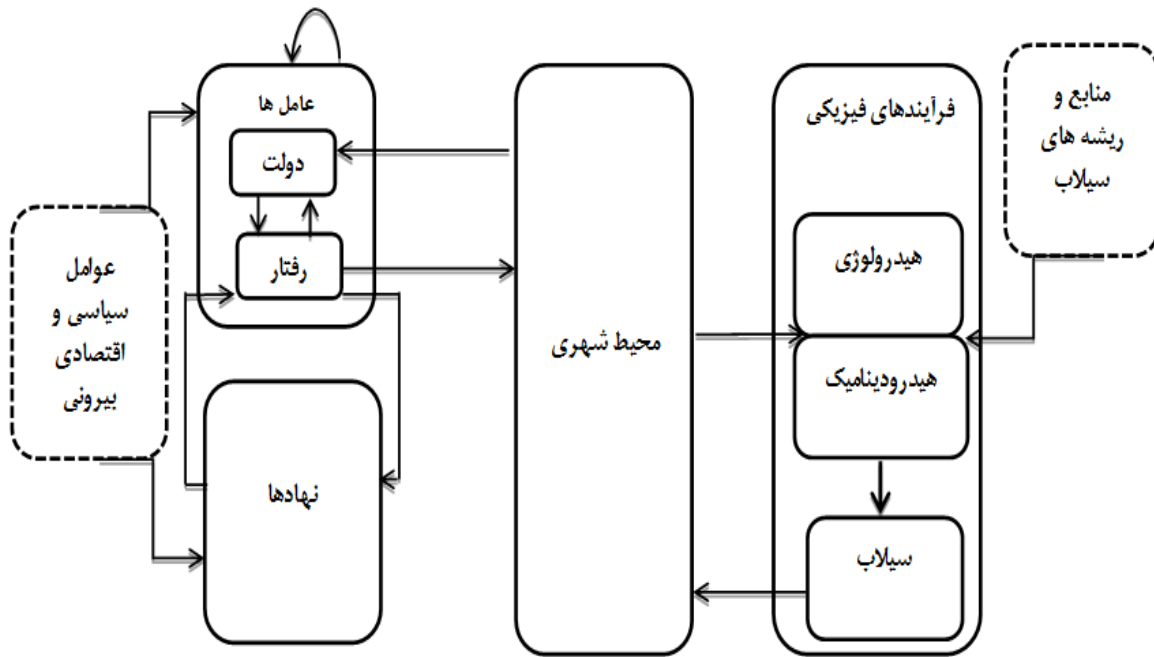 منابع و
ریشه های
سیلاب
فرآیندهای فیزیکی
هیدرولوژی
هیدرودینامیک
سیلاب
محیط شهری
عامل ها
دولت
رفتار
نهادها
عوامل
سیاسی و
اقتصادی
بیرونی